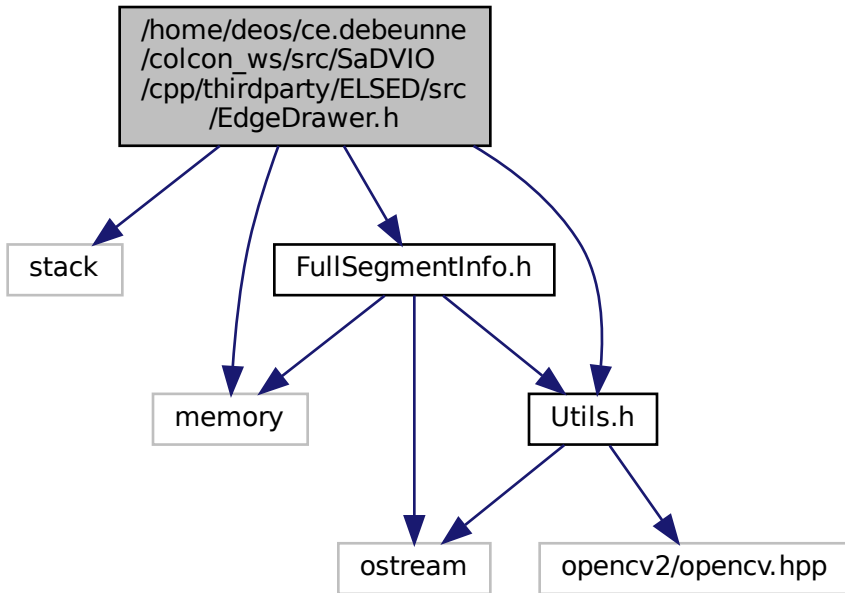 /home/deos/ce.debeunne
/colcon_ws/src/SaDVIO
/cpp/thirdparty/ELSED/src
/EdgeDrawer.h
stack
FullSegmentInfo.h
memory
Utils.h
ostream
opencv2/opencv.hpp